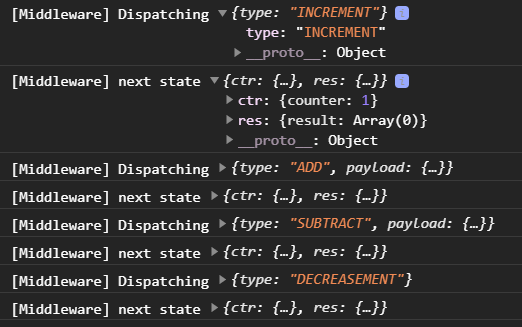 [Middleware] Dispatching ▼{type: "INCREMENT"} i
type: "INCREMENT"
▶__proto__: Object
[Middleware] next state ▼{ctr: {…}, res: {…}} i
▶ctr: {counter: 1}
▶res: {result: Array(0)}
▶__proto__: Object
[Middleware] Dispatching ▶{type: "ADD", payload: {…}}
[Middleware] next state ▶{ctr: {…}, res: {…}}
[Middleware] Dispatching ▶{type: "SUBTRACT", payload: {…}}
[Middleware] next state ▶{ctr: {…}, res: {…}}
[Middleware] Dispatching ▶{type: "DECREASEMENT"}
[Middleware] next state ▶{ctr: {…}, res: {…}}